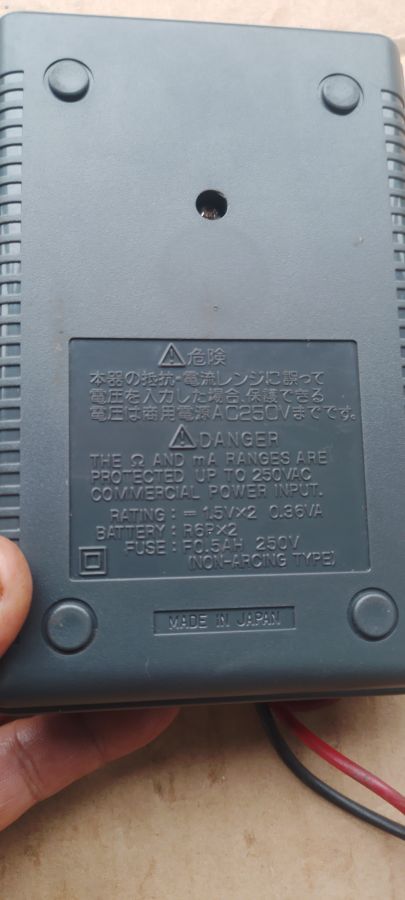 ⚠危険
本器の抵抗・電流レンジに誤って
電圧を入力した場合、保護できる
電圧は商用電源AC250Vまでです。
⚠DANGER
THE Ω AND mA RANGES ARE
PROTECTED UP TO 250VAC
COMMERCIAL POWER INPUT.
RATING : ⎓ 1.5V×2 0.36VA
BATTERY : R6P×2
FUSE : F0.5AH 250V
(NON-ARCING TYPE)
MADE IN JAPAN